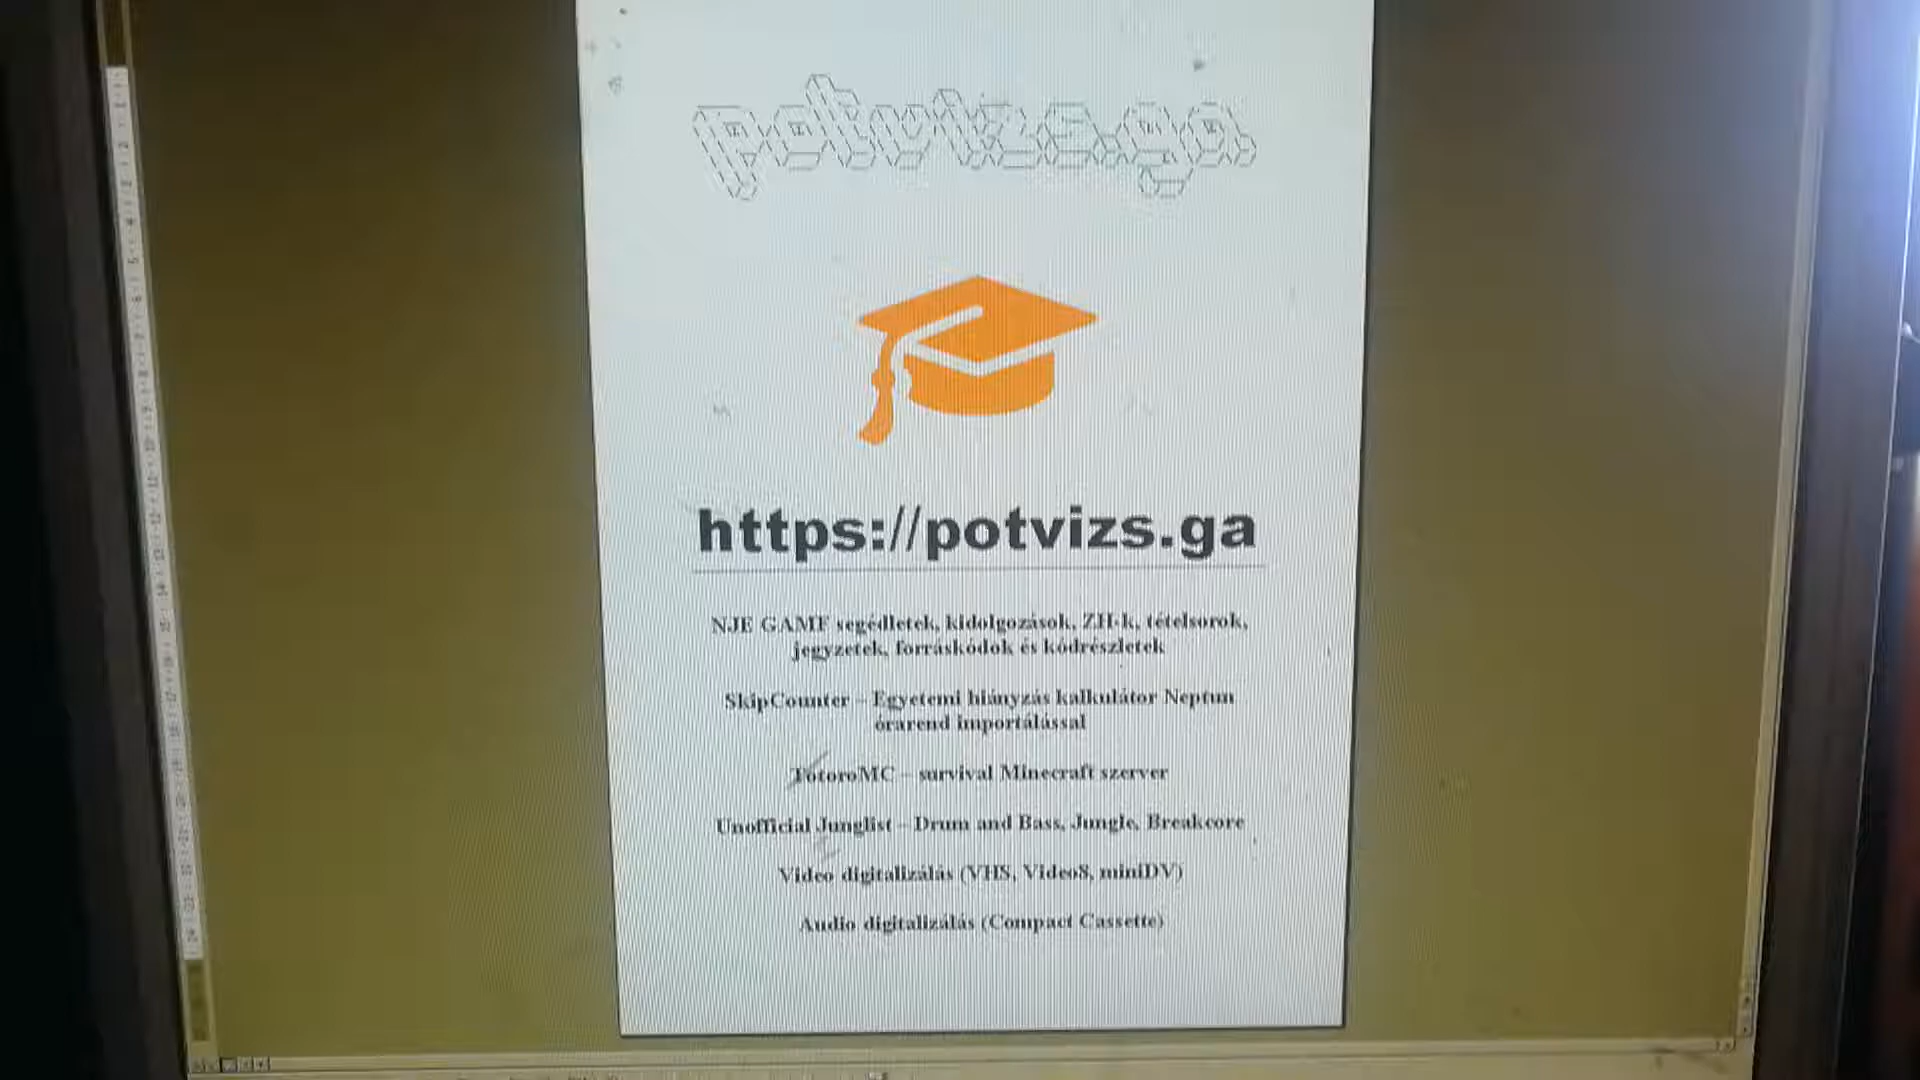 potvizs.ga
https://potvizs.ga
NJE GAMF segédletek, kidolgozások, ZH-k, tételsorok,
jegyzetek, forráskódok és kódrészletek
SkipCounter – Egyetemi hiányzás kalkulátor Neptun
órarend importálással
TotoroMC – survival Minecraft szerver
Unofficial Junglist – Drum and Bass, Jungle, Breakcore
Video digitalizálás (VHS, Video8, miniDV)
Audio digitalizálás (Compact Cassette)